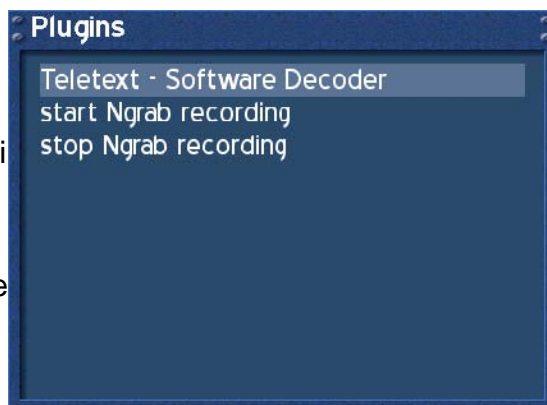 Plugins
Teletext - Software Decoder
start Ngrab recording
i
stop Ngrab recording
e